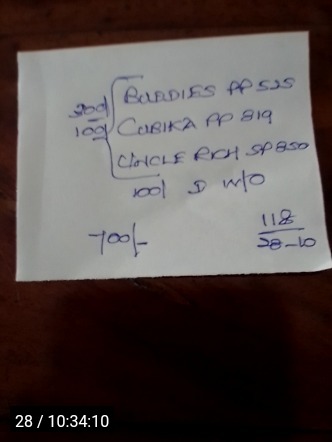 200/ BUDDIES PP 525
100/ CUBIKA PP 819
UNCLE RICH SP 850
100/ D W/O
700/-
118
28-10
28 / 10:34:10